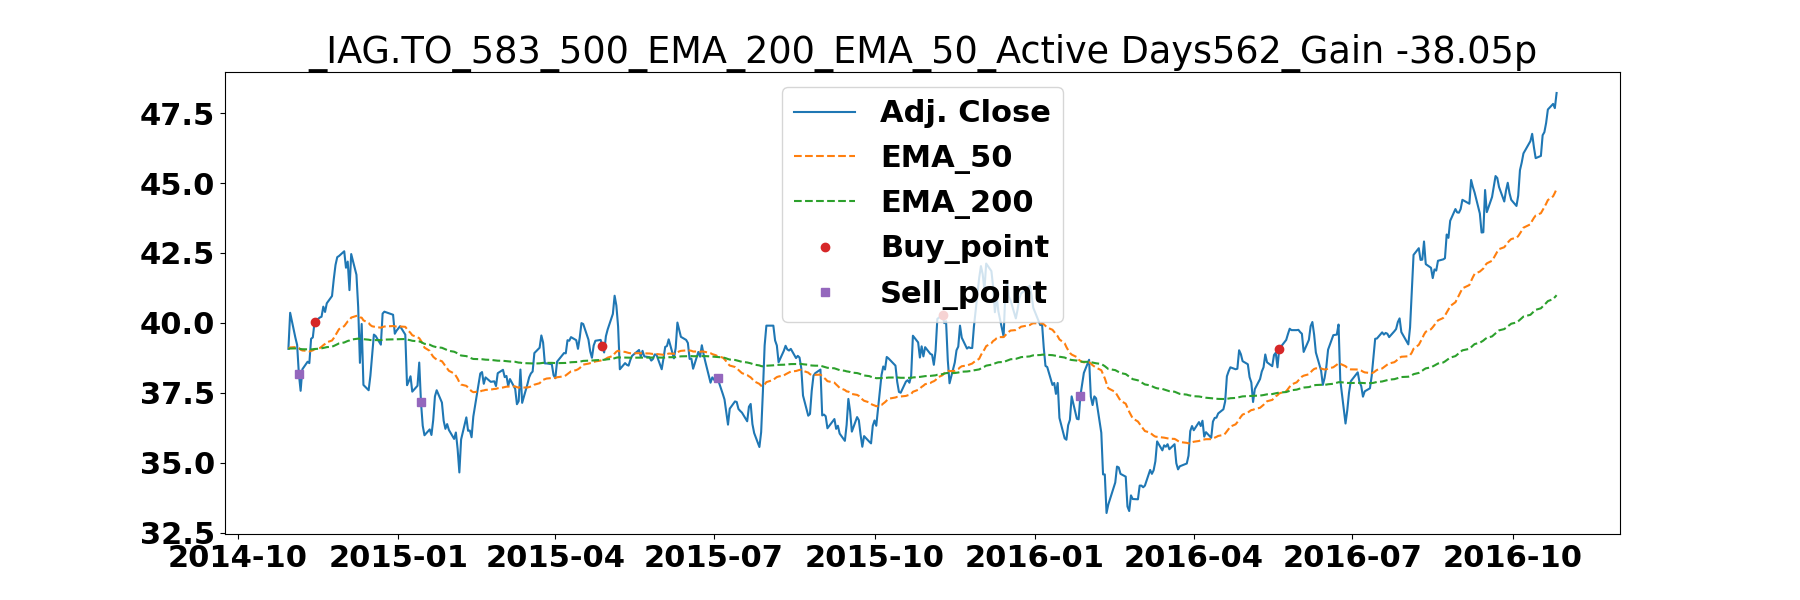 _IAG.TO_583_500_EMA_200_EMA_50_Active Days562_Gain -38.05p
47.5
45.0
42.5
40.0
37.5
35.0
32.5
Adj. Close
EMA_50
EMA_200
Buy_point
Sell_point
2014-10 2015-01 2015-04 2015-07 2015-10 2016-01 2016-04 2016-07 2016-10